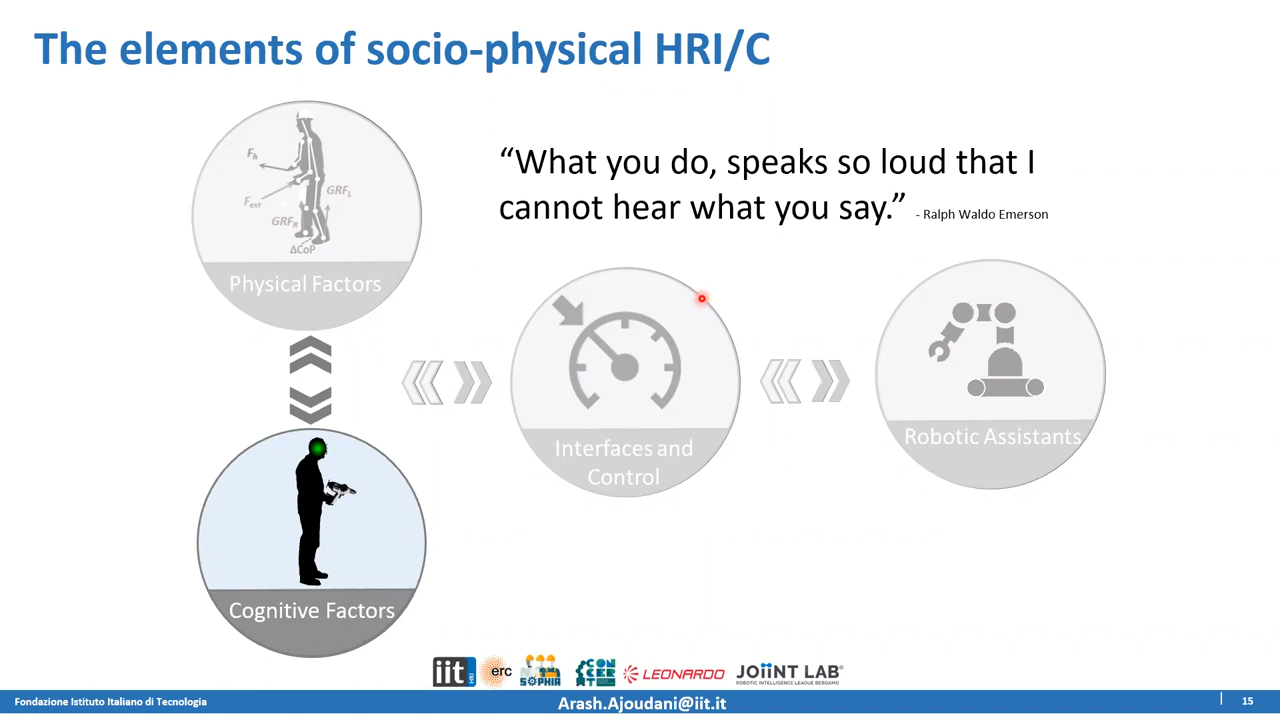 The elements of socio-physical HRI/C
“What you do, speaks so loud that I
cannot hear what you say.” - Ralph Waldo Emerson
Fh
Fext
GRFL
GRFR
ΔCoP
Physical Factors
Interfaces and
Control
Robotic Assistants
Cognitive Factors
iit HRI
erc
SOPHIA
CONCERT
LEONARDO
JOiiNT LAB
ROBOTIC INTELLIGENCE LEAGUE BERGAMO
Fondazione Istituto Italiano di Tecnologia
Arash.Ajoudani@iit.it
15